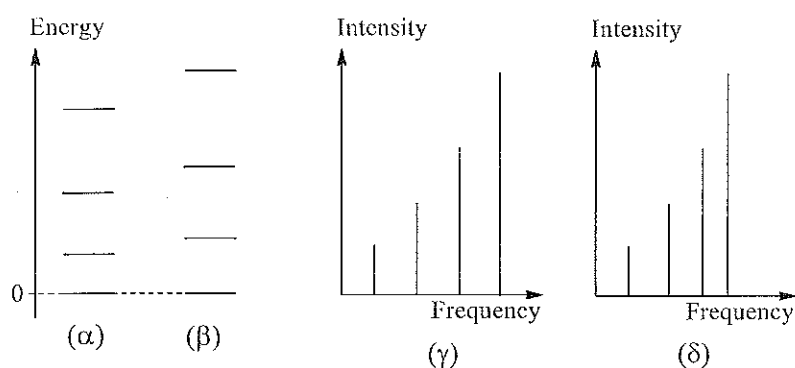 Energy
0
(α)
(β)
Intensity
Frequency
(γ)
Intensity
Frequency
(δ)